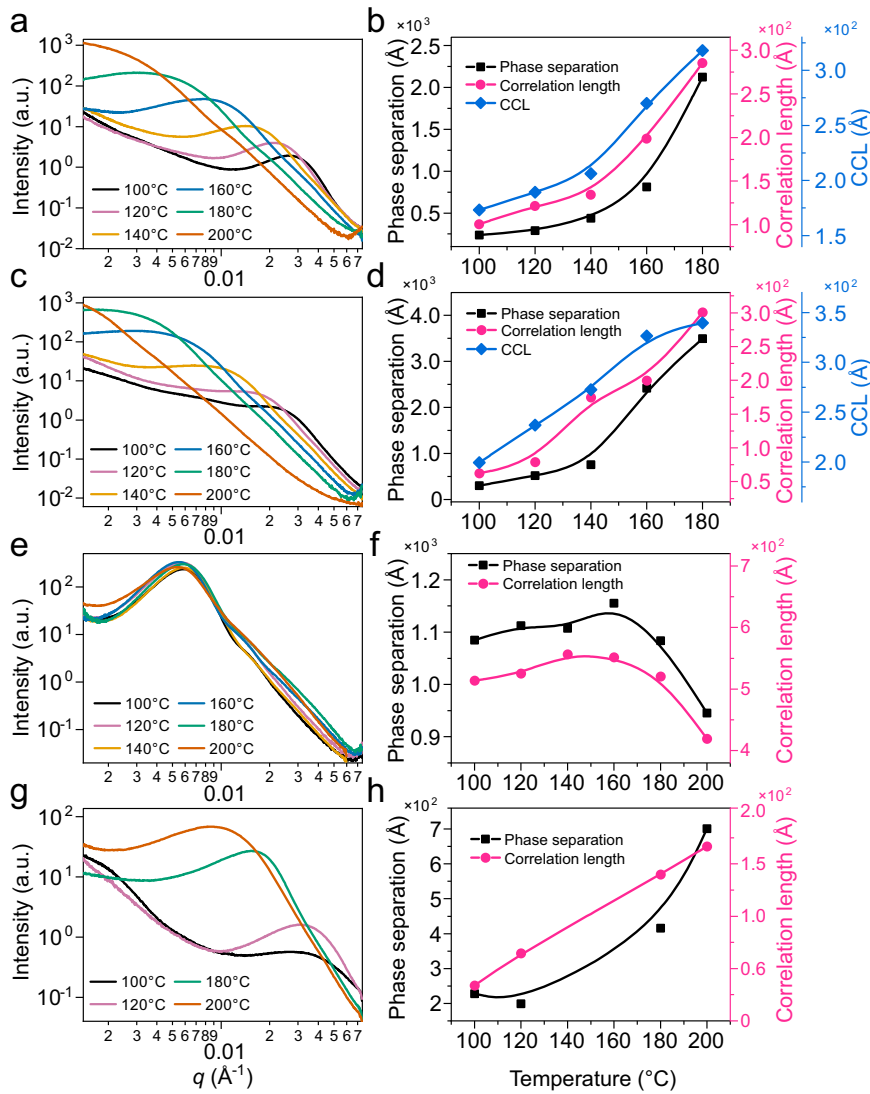 a
10³
10²
10¹
10⁰
10⁻¹
10⁻²
Intensity (a.u.)
100°C 160°C
120°C 180°C
140°C 200°C
2 3 4 5 6 7 8 9 2 3 4 5 6 7
0.01
b
×10³
2.5
2.0
1.5
1.0
0.5
Phase separation (Å)
Phase separation
Correlation length
CCL
100 120 140 160 180
×10²
3.0
2.5
2.0
1.5
1.0
Correlation length (Å)
×10²
3.0
2.5
2.0
1.5
CCL (Å)
c
10³
10²
10¹
10⁰
10⁻¹
10⁻²
Intensity (a.u.)
100°C 160°C
120°C 180°C
140°C 200°C
2 3 4 5 6 7 8 9 2 3 4 5 6 7
0.01
d
×10³
4.0
3.0
2.0
1.0
0
Phase separation (Å)
Phase separation
Correlation length
CCL
100 120 140 160 180
×10²
3.0
2.5
2.0
1.5
1.0
0.5
Correlation length (Å)
×10²
3.5
3.0
2.5
2.0
CCL (Å)
e
10²
10¹
10⁰
10⁻¹
Intensity (a.u.)
100°C 160°C
120°C 180°C
140°C 200°C
2 3 4 5 6 7 8 9 2 3 4 5 6 7
0.01
f
×10³
1.2
1.1
1.0
0.9
Phase separation (Å)
Phase separation
Correlation length
100 120 140 160 180 200
×10²
7
6
5
4
Correlation length (Å)
g
10²
10¹
10⁰
10⁻¹
Intensity (a.u.)
100°C 180°C
120°C 200°C
2 3 4 5 6 7 8 9 2 3 4 5 6 7
0.01
q (Å⁻¹)
h
×10²
7
6
5
4
3
2
Phase separation (Å)
Phase separation
Correlation length
100 120 140 160 180 200
Temperature (°C)
×10²
2.0
1.5
1.0
0.6
0
Correlation length (Å)